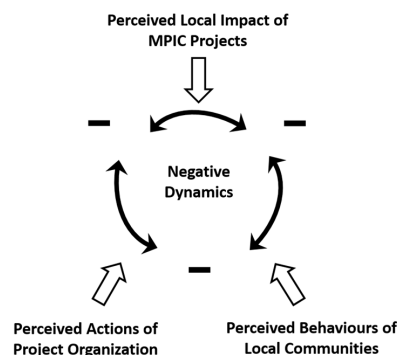 Perceived Local Impact of
MPIC Projects
Negative
Dynamics
Perceived Actions of
Project Organization
Perceived Behaviours of
Local Communities